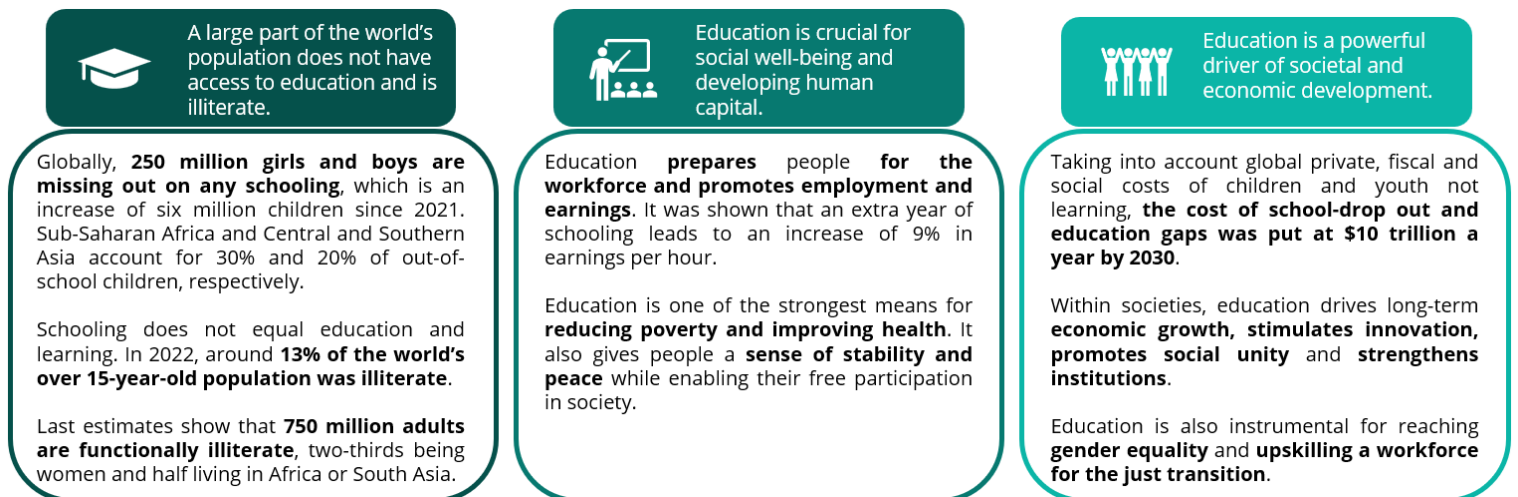 A large part of the world's
population does not have
access to education and is
illiterate.
Globally, 250 million girls and boys are
missing out on any schooling, which is an
increase of six million children since 2021.
Sub-Saharan Africa and Central and Southern
Asia account for 30% and 20% of out-of-
school children, respectively.
Schooling does not equal education and
learning. In 2022, around 13% of the world's
over 15-year-old population was illiterate.
Last estimates show that 750 million adults
are functionally illiterate, two-thirds being
women and half living in Africa or South Asia.
Education is crucial for
social well-being and
developing human
capital.
Education prepares people for the
workforce and promotes employment and
earnings. It was shown that an extra year of
schooling leads to an increase of 9% in
earnings per hour.
Education is one of the strongest means for
reducing poverty and improving health. It
also gives people a sense of stability and
peace while enabling their free participation
in society.
Education is a powerful
driver of societal and
economic development.
Taking into account global private, fiscal and
social costs of children and youth not
learning, the cost of school-drop out and
education gaps was put at $10 trillion a
year by 2030.
Within societies, education drives long-term
economic growth, stimulates innovation,
promotes social unity and strengthens
institutions.
Education is also instrumental for reaching
gender equality and upskilling a workforce
for the just transition.